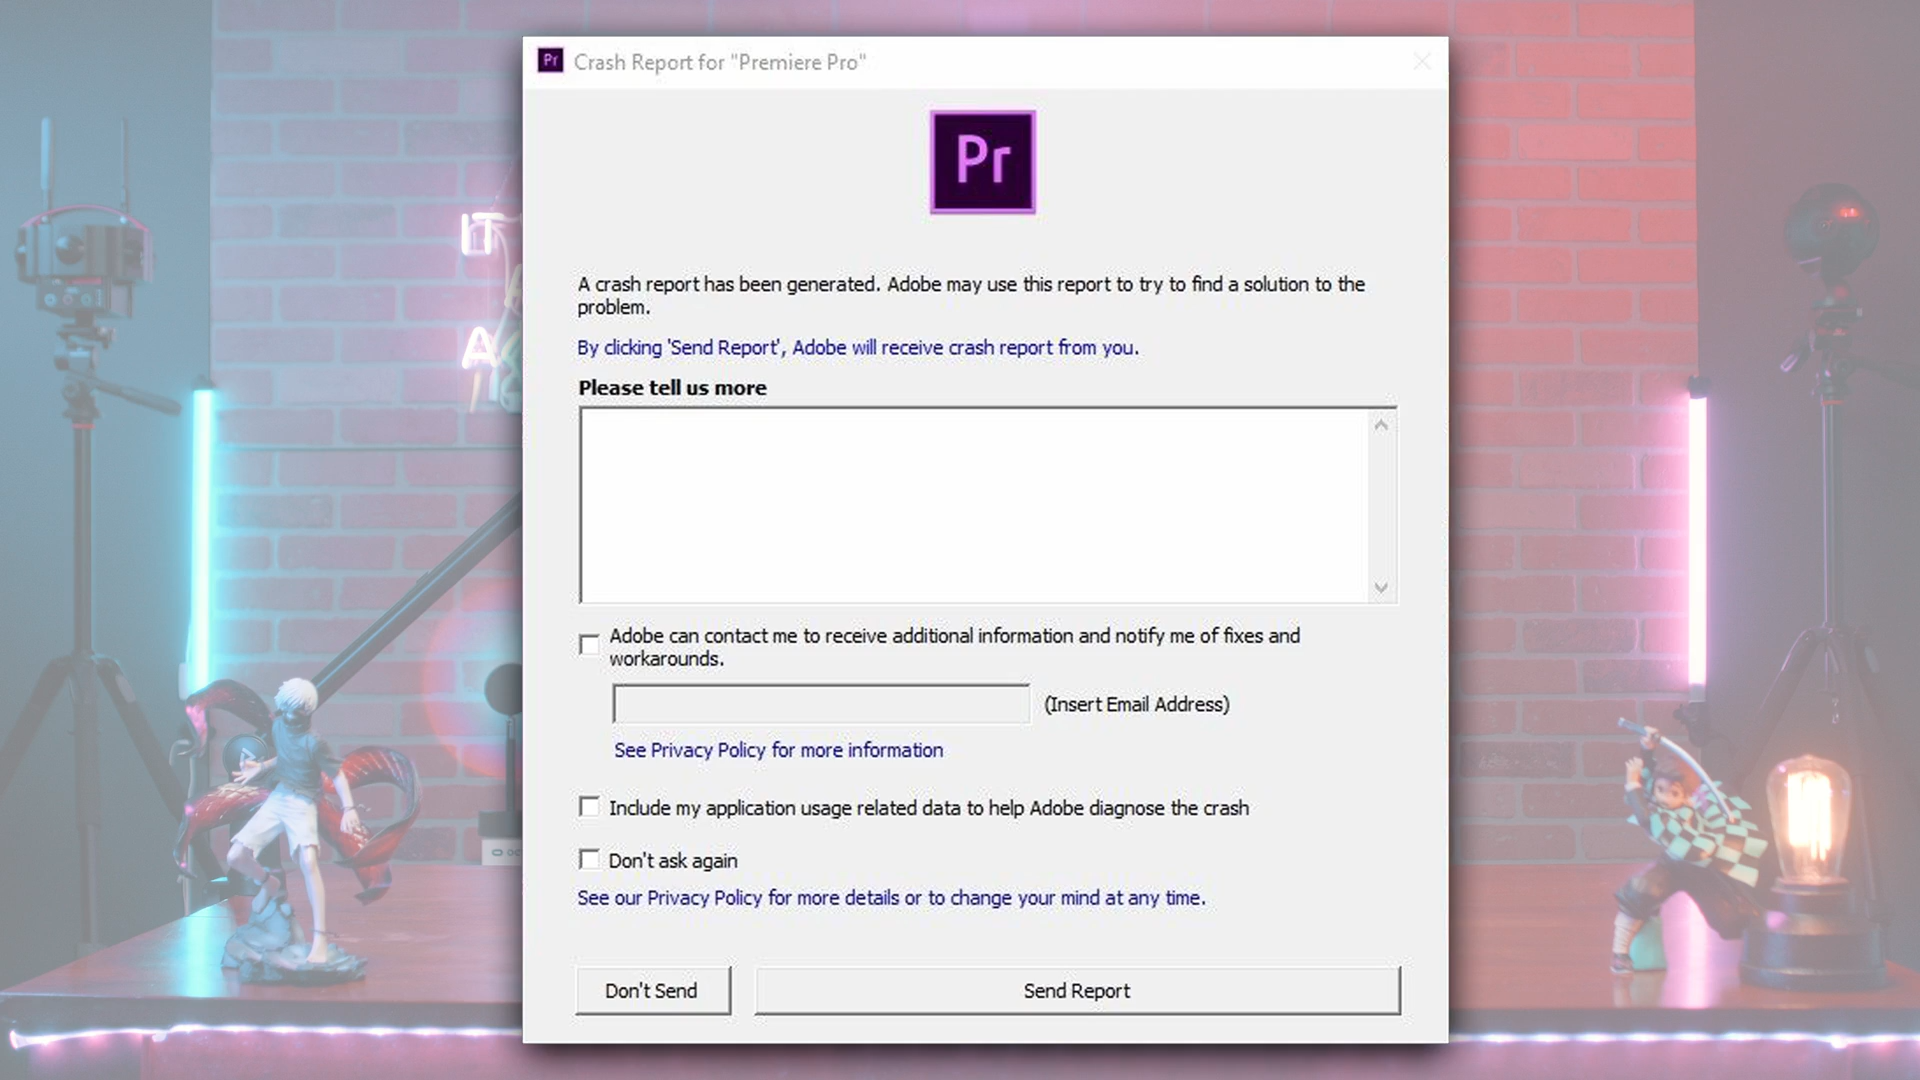 Pr Crash Report for "Premiere Pro"
Pr
A crash report has been generated. Adobe may use this report to try to find a solution to the
problem.
By clicking 'Send Report', Adobe will receive crash report from you.
Please tell us more
Adobe can contact me to receive additional information and notify me of fixes and
workarounds.
(Insert Email Address)
See Privacy Policy for more information
Include my application usage related data to help Adobe diagnose the crash
Don't ask again
See our Privacy Policy for more details or to change your mind at any time.
Don't Send
Send Report